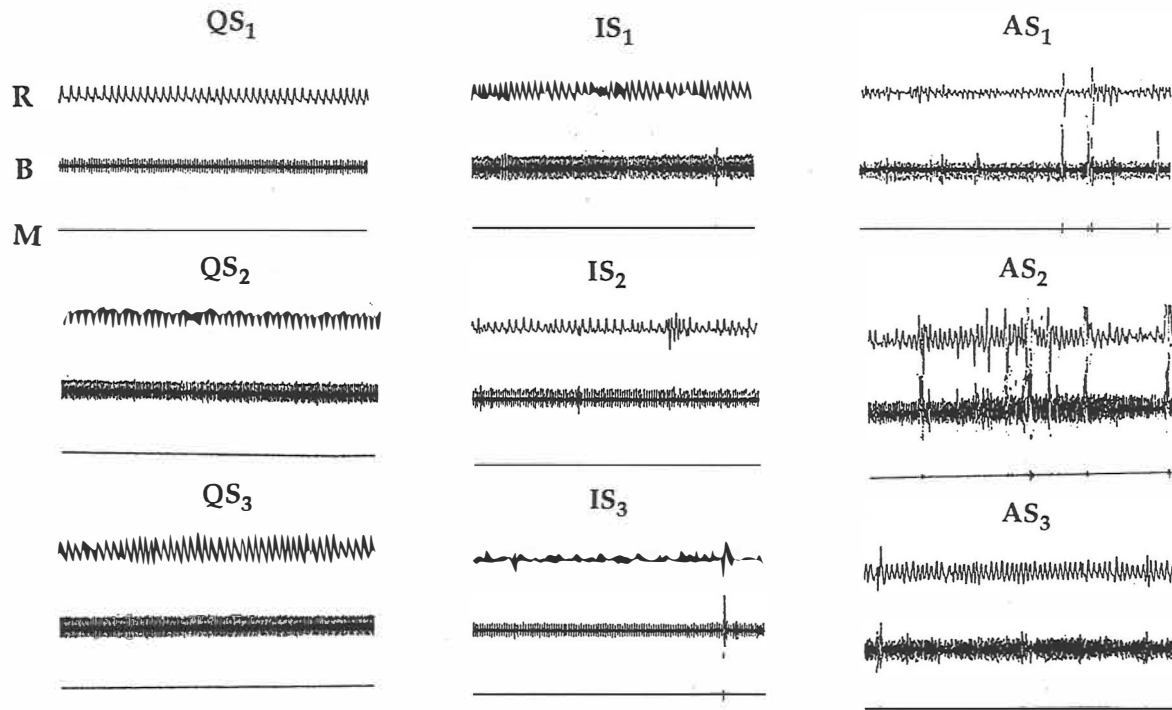 QS₁ IS₁ AS₁
R
B
M
QS₂ IS₂ AS₂
QS₃ IS₃ AS₃